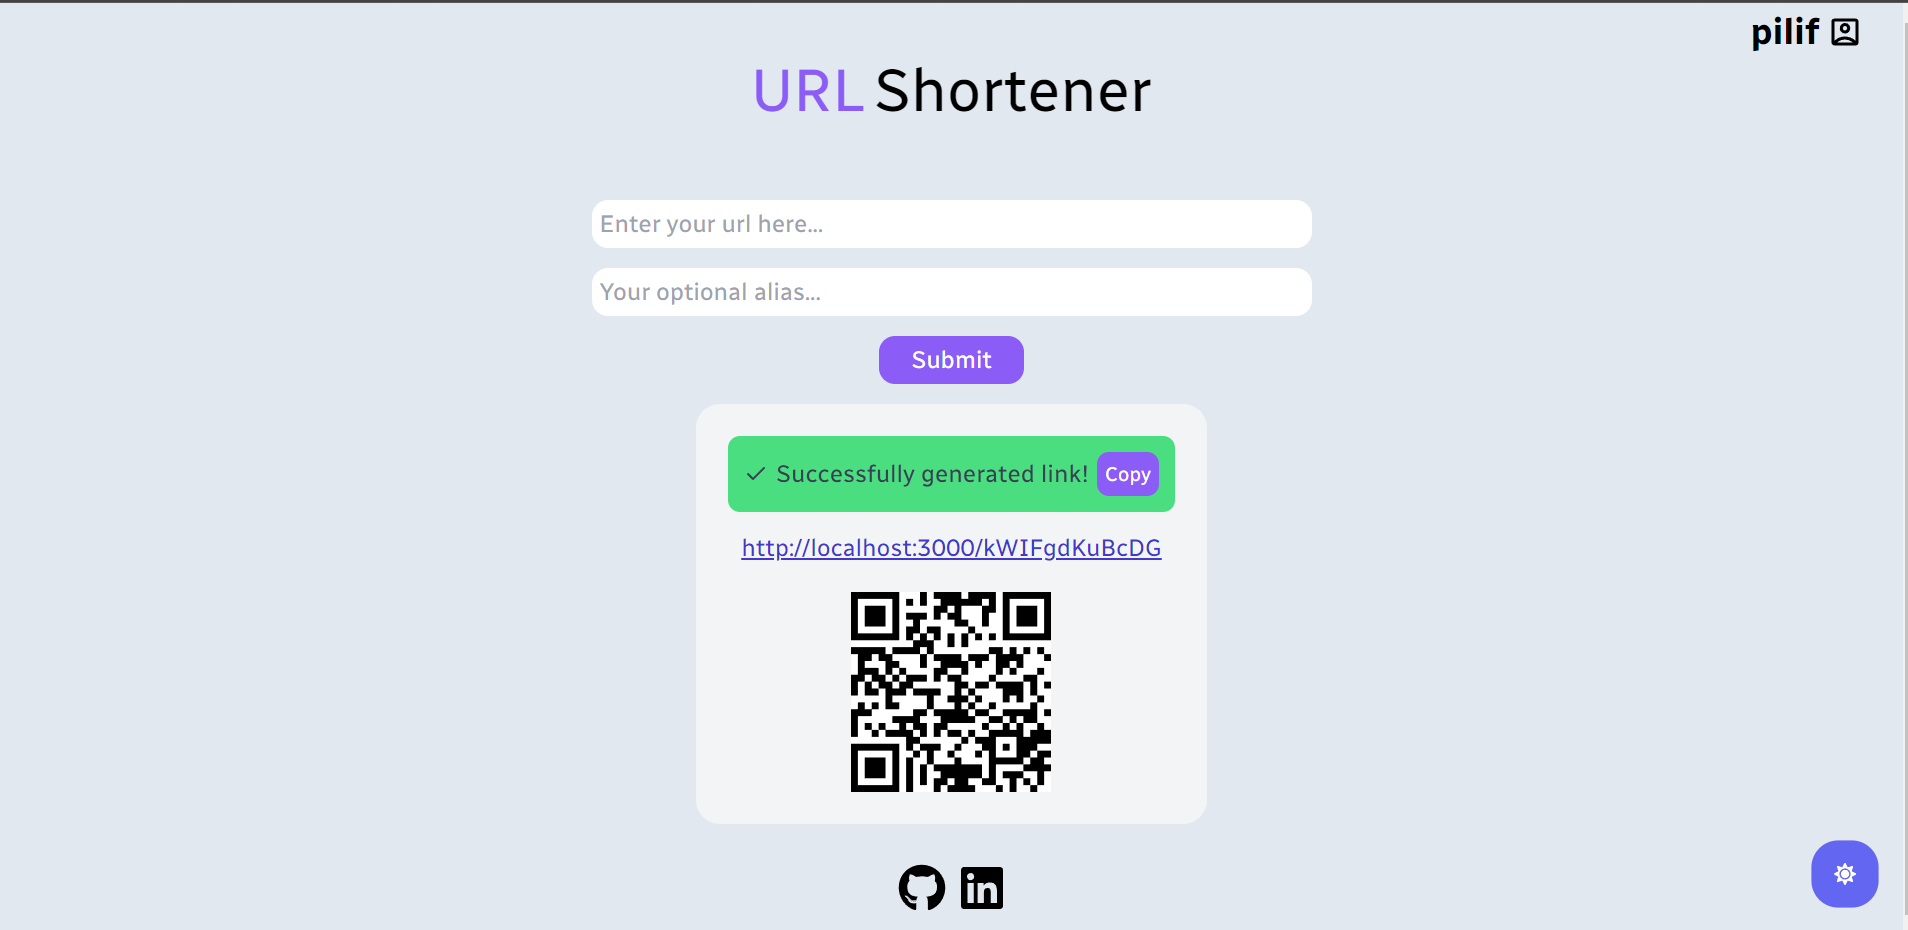 pilif
URL Shortener
Enter your url here...
Your optional alias...
Submit
Successfully generated link! Copy
http://localhost:3000/kWIFgdKuBcDG
in